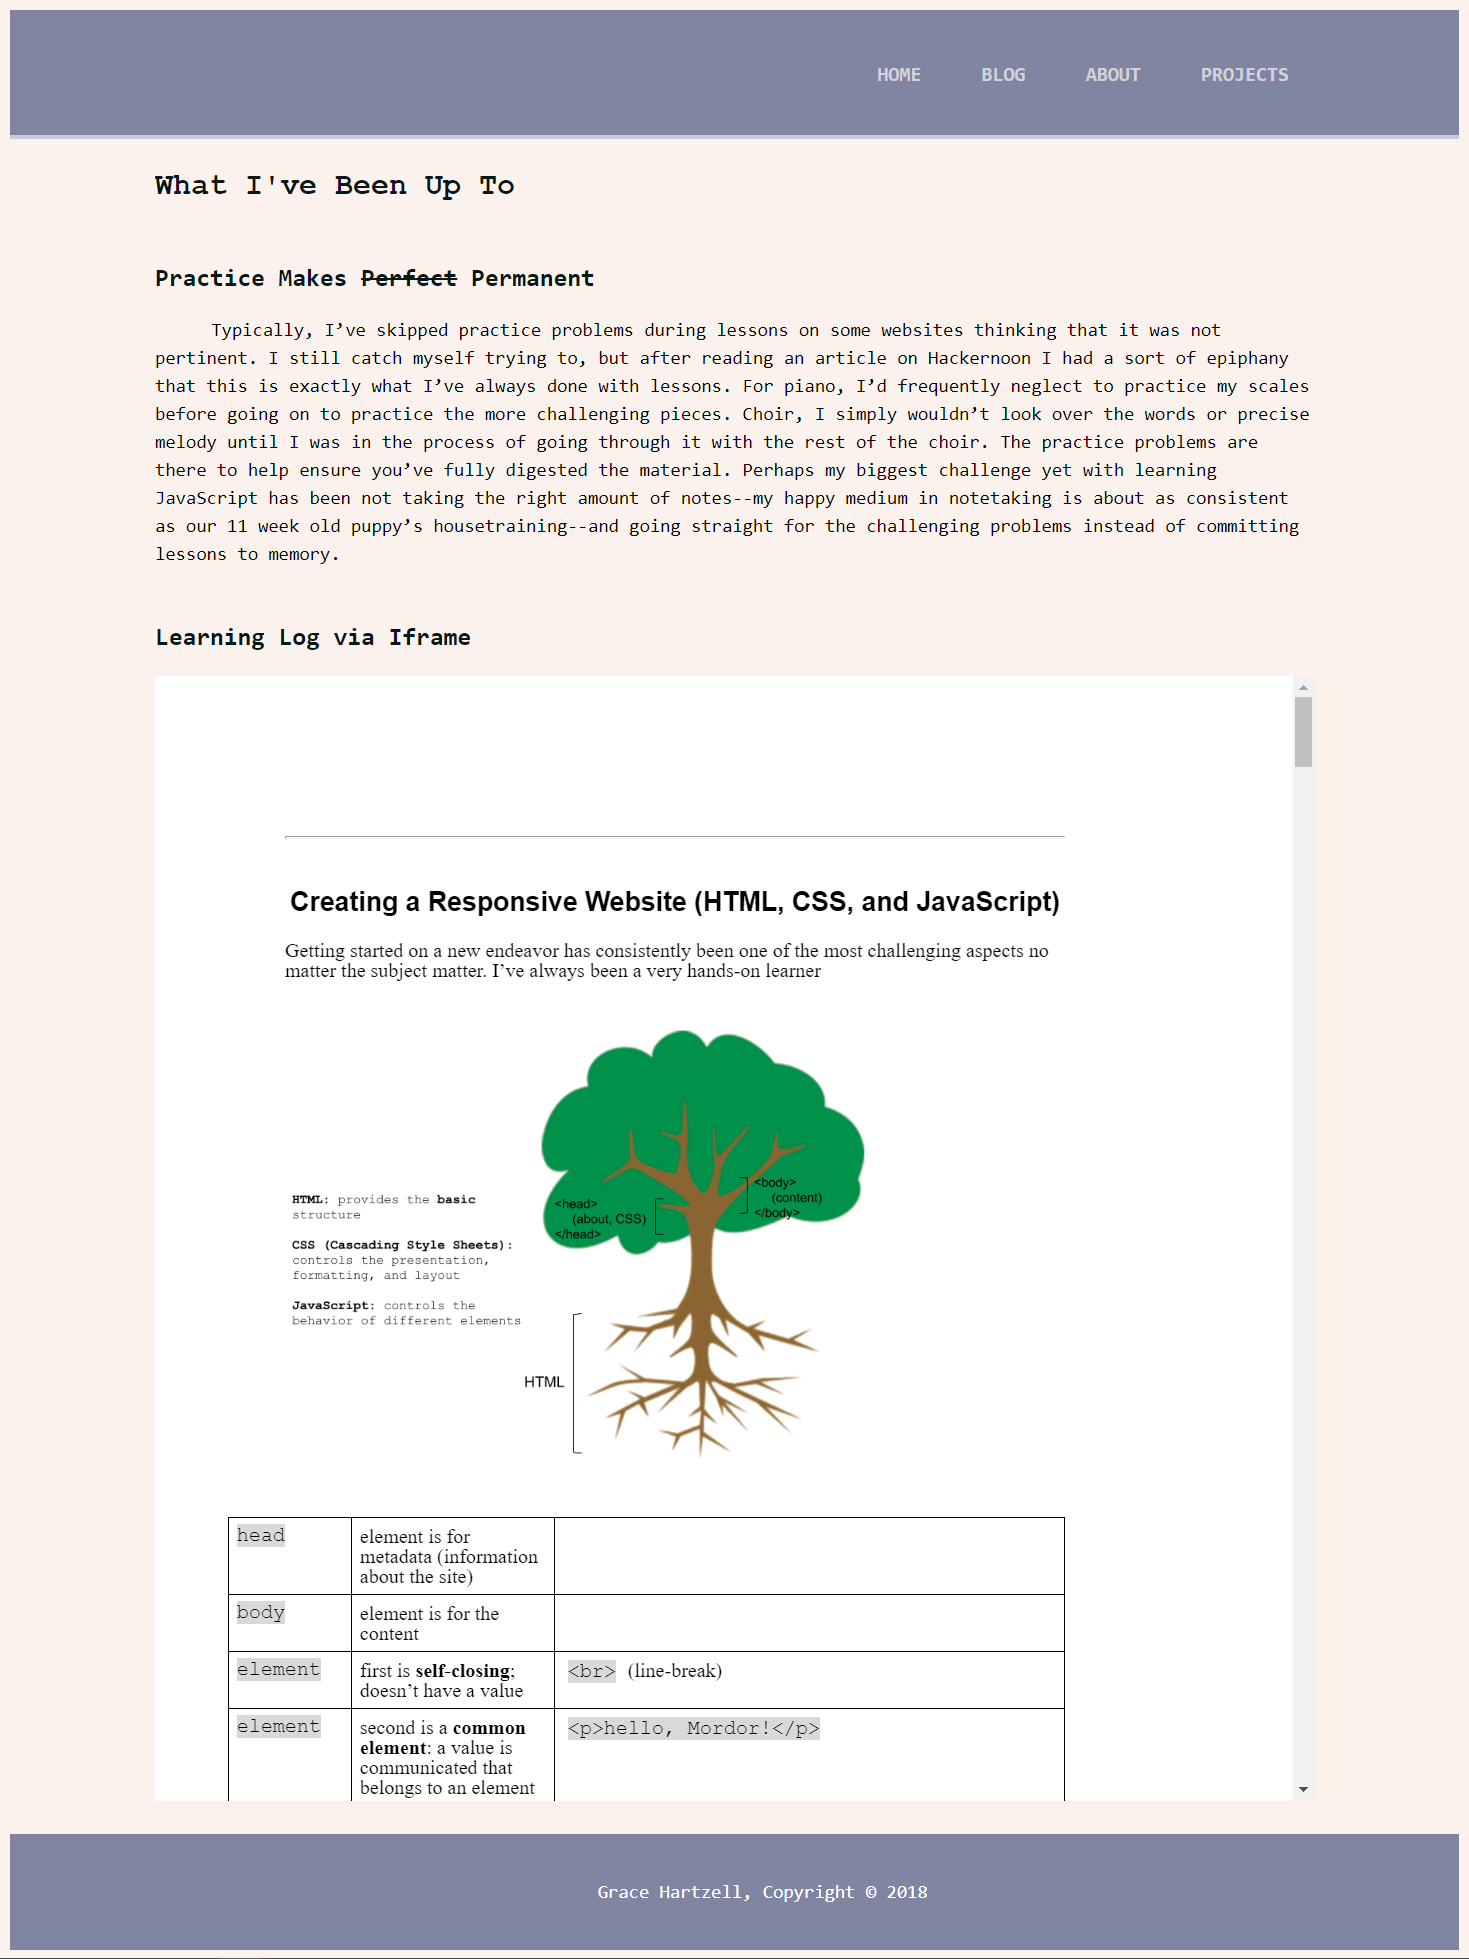 HOME BLOG ABOUT PROJECTS
What I've Been Up To
Practice Makes Perfect Permanent
Typically, I’ve skipped practice problems during lessons on some websites thinking that it was not
pertinent. I still catch myself trying to, but after reading an article on Hackernoon I had a sort of epiphany
that this is exactly what I’ve always done with lessons. For piano, I’d frequently neglect to practice my scales
before going on to practice the more challenging pieces. Choir, I simply wouldn’t look over the words or precise
melody until I was in the process of going through it with the rest of the choir. The practice problems are
there to help ensure you’ve fully digested the material. Perhaps my biggest challenge yet with learning
JavaScript has been not taking the right amount of notes--my happy medium in notetaking is about as consistent
as our 11 week old puppy’s housetraining--and going straight for the challenging problems instead of committing
lessons to memory.
Learning Log via Iframe
Creating a Responsive Website (HTML, CSS, and JavaScript)
Getting started on a new endeavor has consistently been one of the most challenging aspects no
matter the subject matter. I’ve always been a very hands-on learner
HTML: provides the basic
structure
CSS (Cascading Style Sheets):
controls the presentation,
formatting, and layout
JavaScript: controls the
behavior of different elements
<head>
(about, CSS)
</head>
<body>
(content)
</body>
HTML
head
element is for
metadata (information
about the site)
body
element is for the
content
element
first is self-closing;
doesn’t have a value
<br> (line-break)
element
second is a common
element: a value is
communicated that
belongs to an element
<p>hello, Mordor!</p>
Grace Hartzell, Copyright © 2018